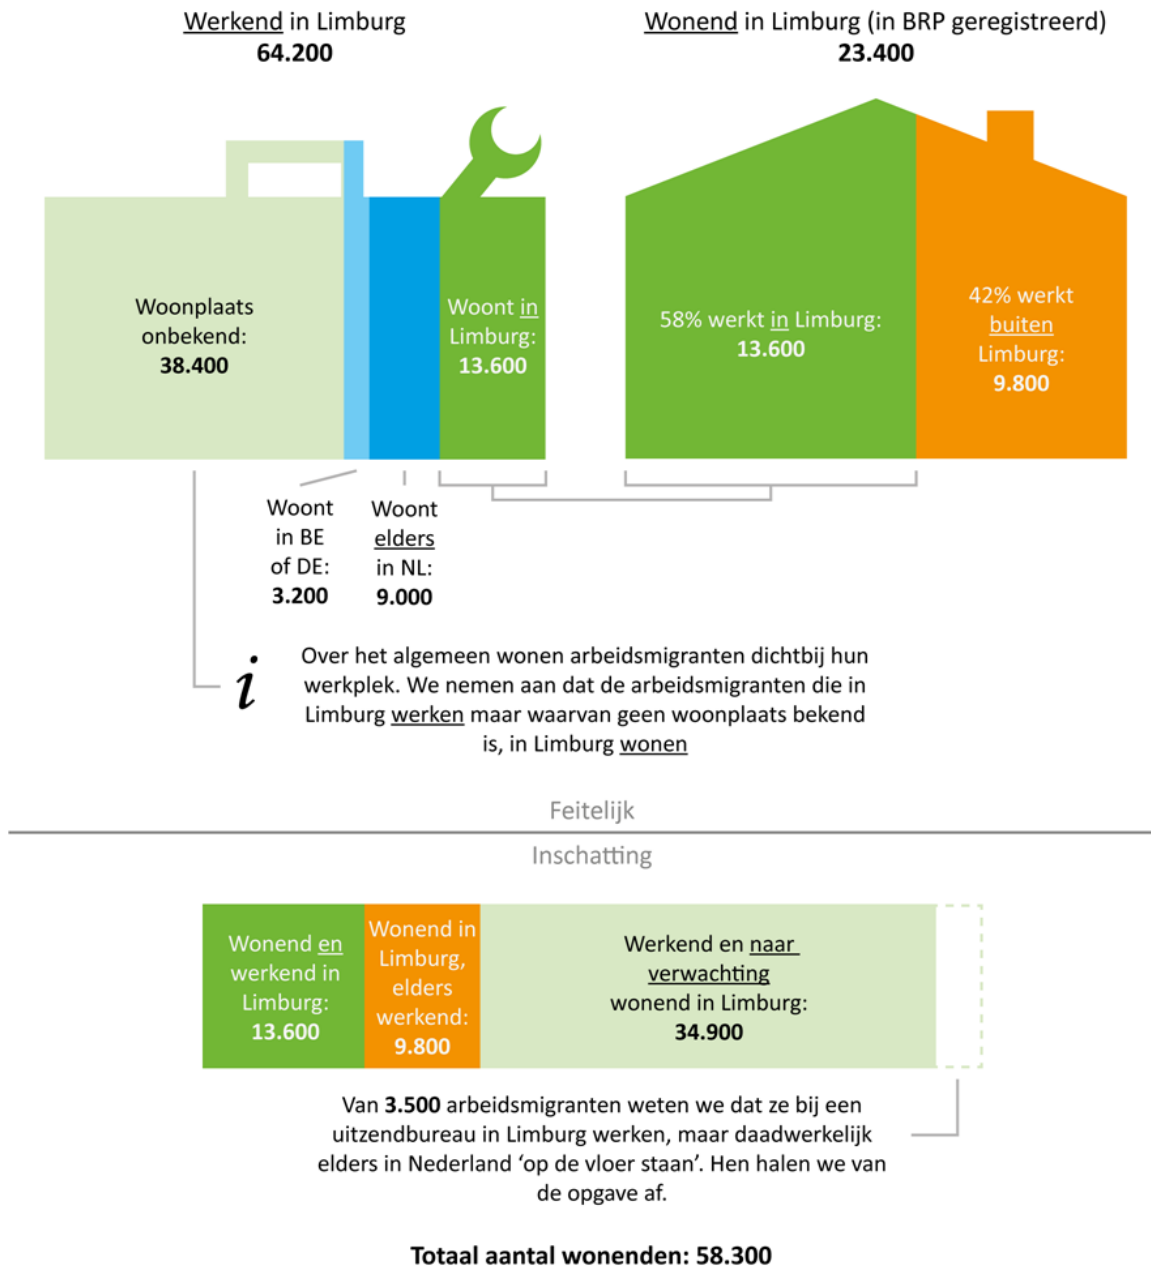 Werkend in Limburg
64.200
Wonend in Limburg (in BRP geregistreerd)
23.400
Woonplaats
onbekend:
38.400
Woont in
Limburg:
13.600
58% werkt in Limburg:
13.600
42% werkt
buiten
Limburg:
9.800
Woont
in BE
of DE:
3.200
Woont
elders
in NL:
9.000
i
Over het algemeen wonen arbeidsmigranten dichtbij hun
werkplek. We nemen aan dat de arbeidsmigranten die in
Limburg werken maar waarvan geen woonplaats bekend
is, in Limburg wonen
Feitelijk
Inschatting
Wonend en
werkend in
Limburg:
13.600
Wonend in
Limburg,
elders
werkend:
9.800
Werkend en naar
verwachting
wonend in Limburg:
34.900
Van 3.500 arbeidsmigranten weten we dat ze bij een
uitzendbureau in Limburg werken, maar daadwerkelijk
elders in Nederland ‘op de vloer staan’. Hen halen we van
de opgave af.
Totaal aantal wonenden: 58.300